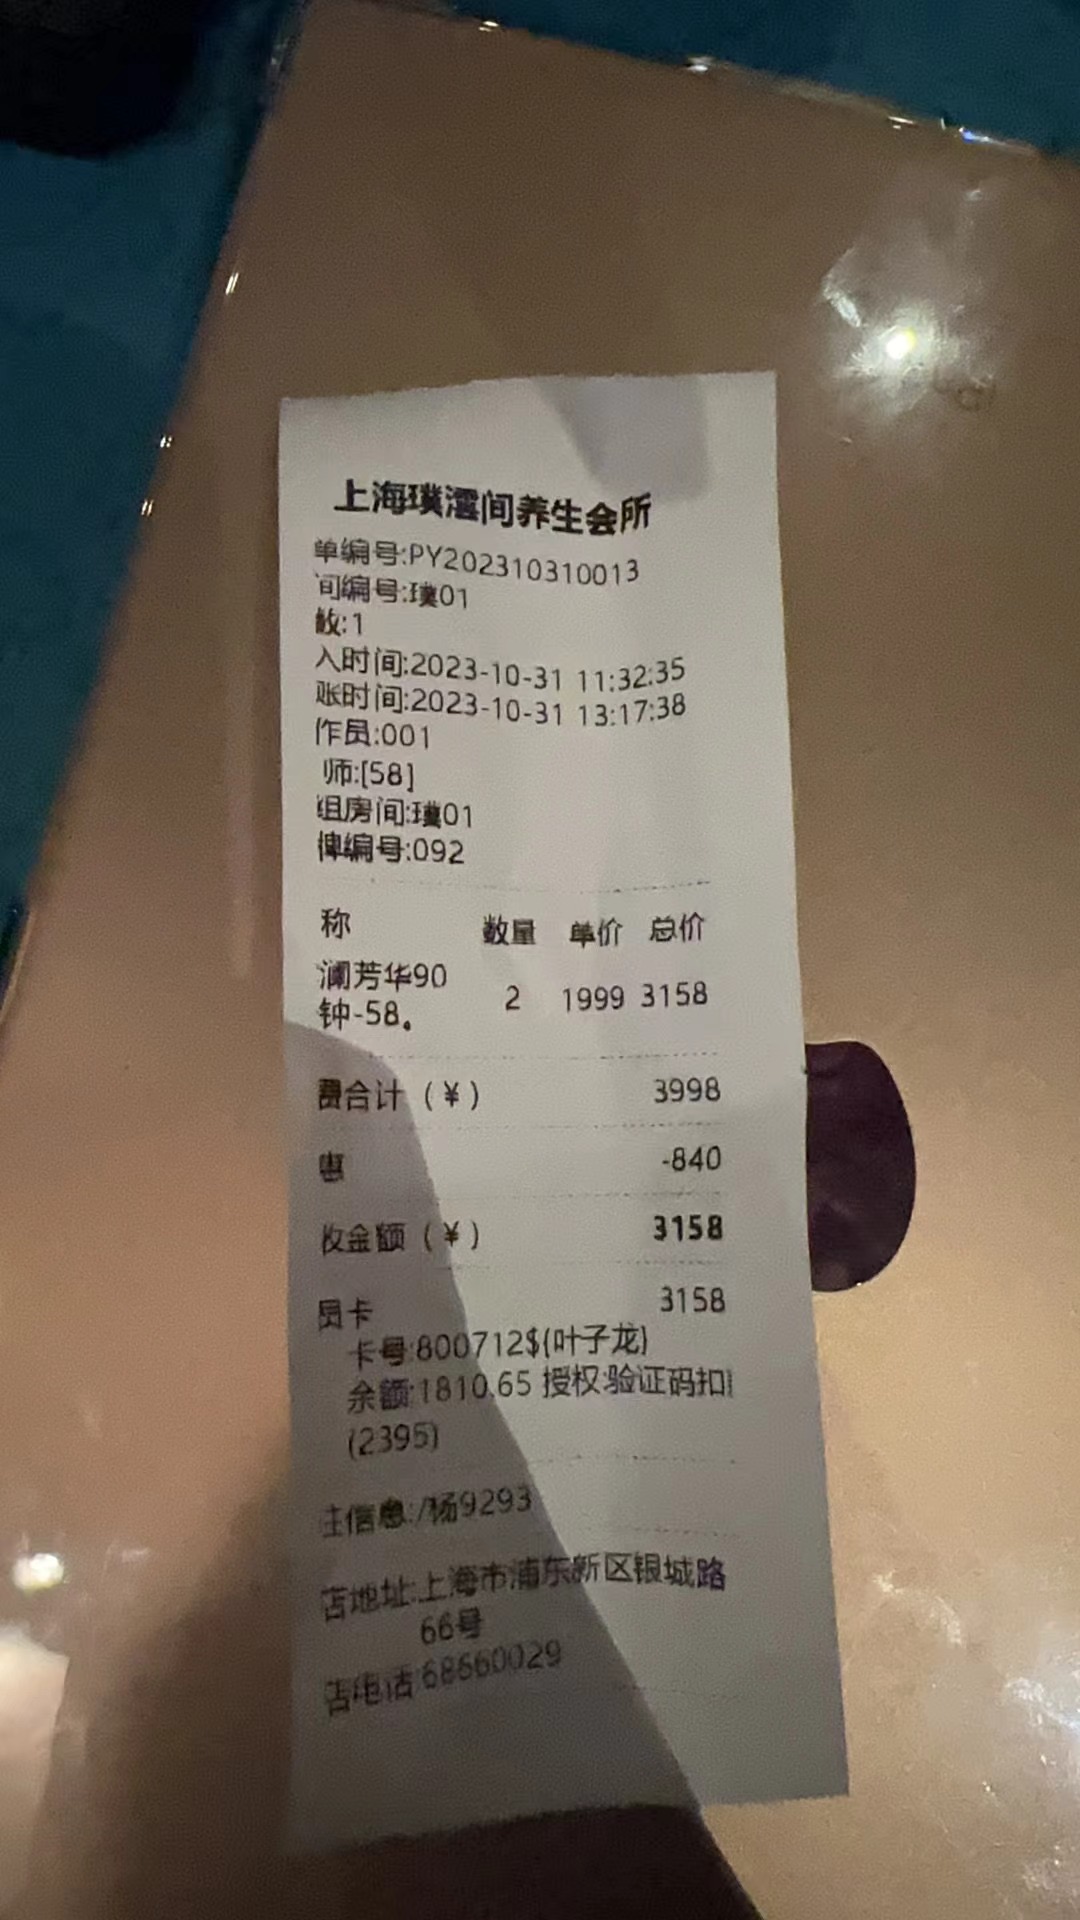 上海璞澐间养生会所
单编号:PY202310310013
间编号:璞01
数:1
入时间:2023-10-31 11:32:35
账时间:2023-10-31 13:17:38
作员:001
师:[58]
组房间:璞01
牌编号:092
称 数量 单价 总价
澜芳华90 2 1999 3158
钟-58。
费合计（¥） 3998
惠 -840
收金额（¥） 3158
员卡 3158
卡号:800712$(叶子龙)
余额:1810.65 授权:验证码扣
(2395)
注信息:/杨9293
店地址:上海市浦东新区银城路
66号
店电话:68660029